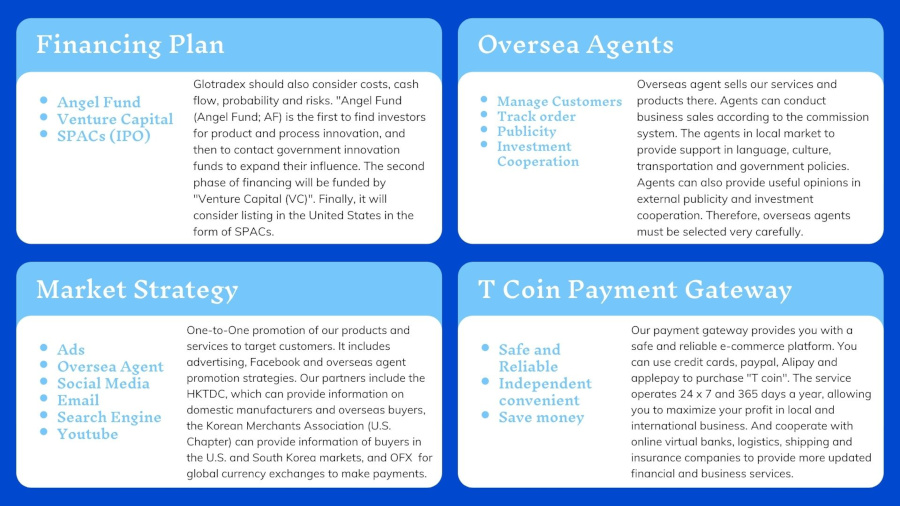 Financing Plan
Angel Fund
Venture Capital
SPACs (IPO)
Glotradex should also consider costs, cash
flow, probability and risks. "Angel Fund
(Angel Fund; AF) is the first to find investors
for product and process innovation, and
then to contact government innovation
funds to expand their influence. The second
phase of financing will be funded by
"Venture Capital (VC)". Finally, it will
consider listing in the United States in the
form of SPACs.
Oversea Agents
Manage Customers
Track order
Publicity
Investment
Cooperation
Overseas agent sells our services and
products there. Agents can conduct
business sales according to the commission
system. The agents in local market to
provide support in language, culture,
transportation and government policies.
Agents can also provide useful opinions in
external publicity and investment
cooperation. Therefore, overseas agents
must be selected very carefully.
Market Strategy
Ads
Oversea Agent
Social Media
Email
Search Engine
Youtube
One-to-One promotion of our products and
services to target customers. It includes
advertising, Facebook and overseas agent
promotion strategies. Our partners include the
HKTDC, which can provide information on
domestic manufacturers and overseas buyers,
the Korean Merchants Association (U.S.
Chapter) can provide information of buyers in
the U.S. and South Korea markets, and OFX for
global currency exchanges to make payments.
T Coin Payment Gateway
Safe and
Reliable
Independent
convenient
Save money
Our payment gateway provides you with a
safe and reliable e-commerce platform. You
can use credit cards, paypal, Alipay and
applepay to purchase "T coin". The service
operates 24 x 7 and 365 days a year, allowing
you to maximize your profit in local and
international business. And cooperate with
online virtual banks, logistics, shipping and
insurance companies to provide more updated
financial and business services.